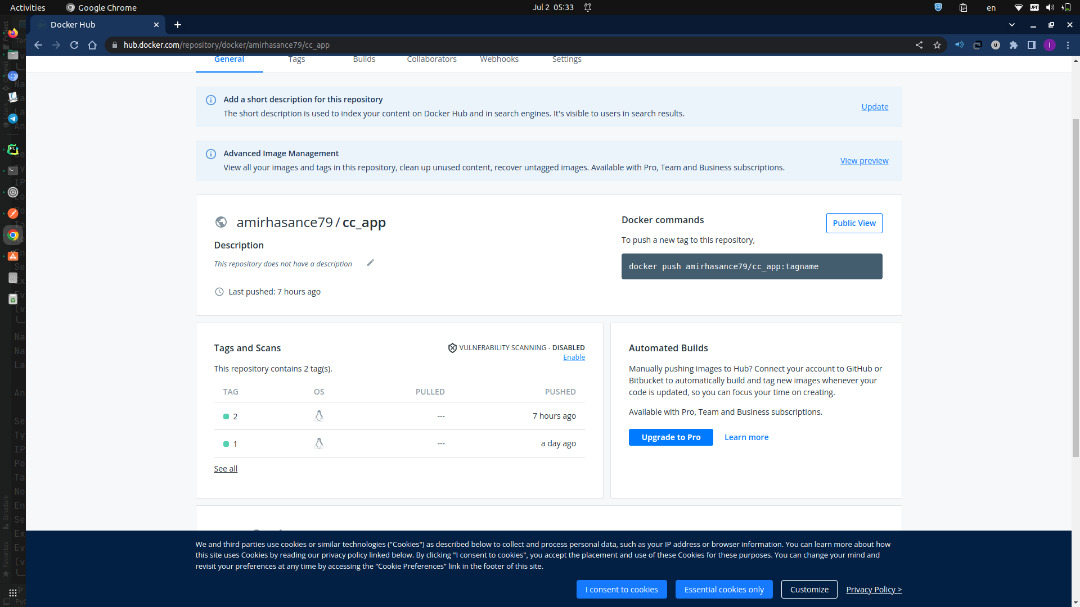 Activities
Google Chrome
Jul 2 05:33
en
Docker Hub
hub.docker.com/repository/docker/amirhasance79/cc_app
General Tags Builds Collaborators Webhooks Settings
Add a short description for this repository
The short description is used to index your content on Docker Hub and in search engines. It's visible to users in search results.
Update
Advanced Image Management
View all your images and tags in this repository, clean up unused content, recover untagged images. Available with Pro, Team and Business subscriptions.
View preview
amirhasance79 / cc_app
Description
This repository does not have a description
Last pushed: 7 hours ago
Docker commands
Public View
To push a new tag to this repository,
docker push amirhasance79/cc_app:tagname
Tags and Scans
VULNERABILITY SCANNING - DISABLED
Enable
This repository contains 2 tag(s).
TAG OS PULLED PUSHED
2 --- 7 hours ago
1 --- a day ago
See all
Automated Builds
Manually pushing images to Hub? Connect your account to GitHub or
Bitbucket to automatically build and tag new images whenever your
code is updated, so you can focus your time on creating.
Available with Pro, Team and Business subscriptions.
Upgrade to Pro
Learn more
We and third parties use cookies or similar technologies ("Cookies") as described below to collect and process personal data, such as your IP address or browser information. You can learn more about how
this site uses Cookies by reading our privacy policy linked below. By clicking "I consent to cookies", you accept the placement and use of these Cookies for these purposes. You can change your mind and
revisit your preferences at any time by accessing the "Cookie Preferences" link in the footer of this site.
I consent to cookies
Essential cookies only
Customize
Privacy Policy >